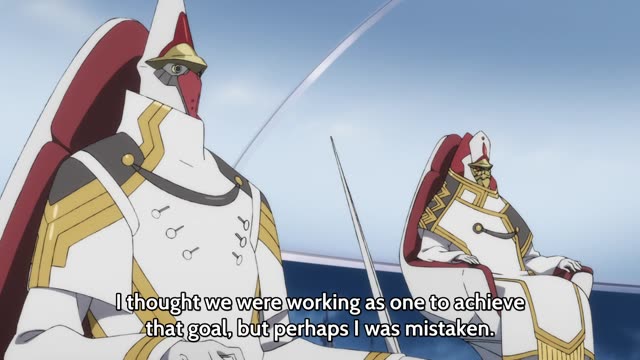 I thought we were working as one to achieve
that goal, but perhaps I was mistaken.